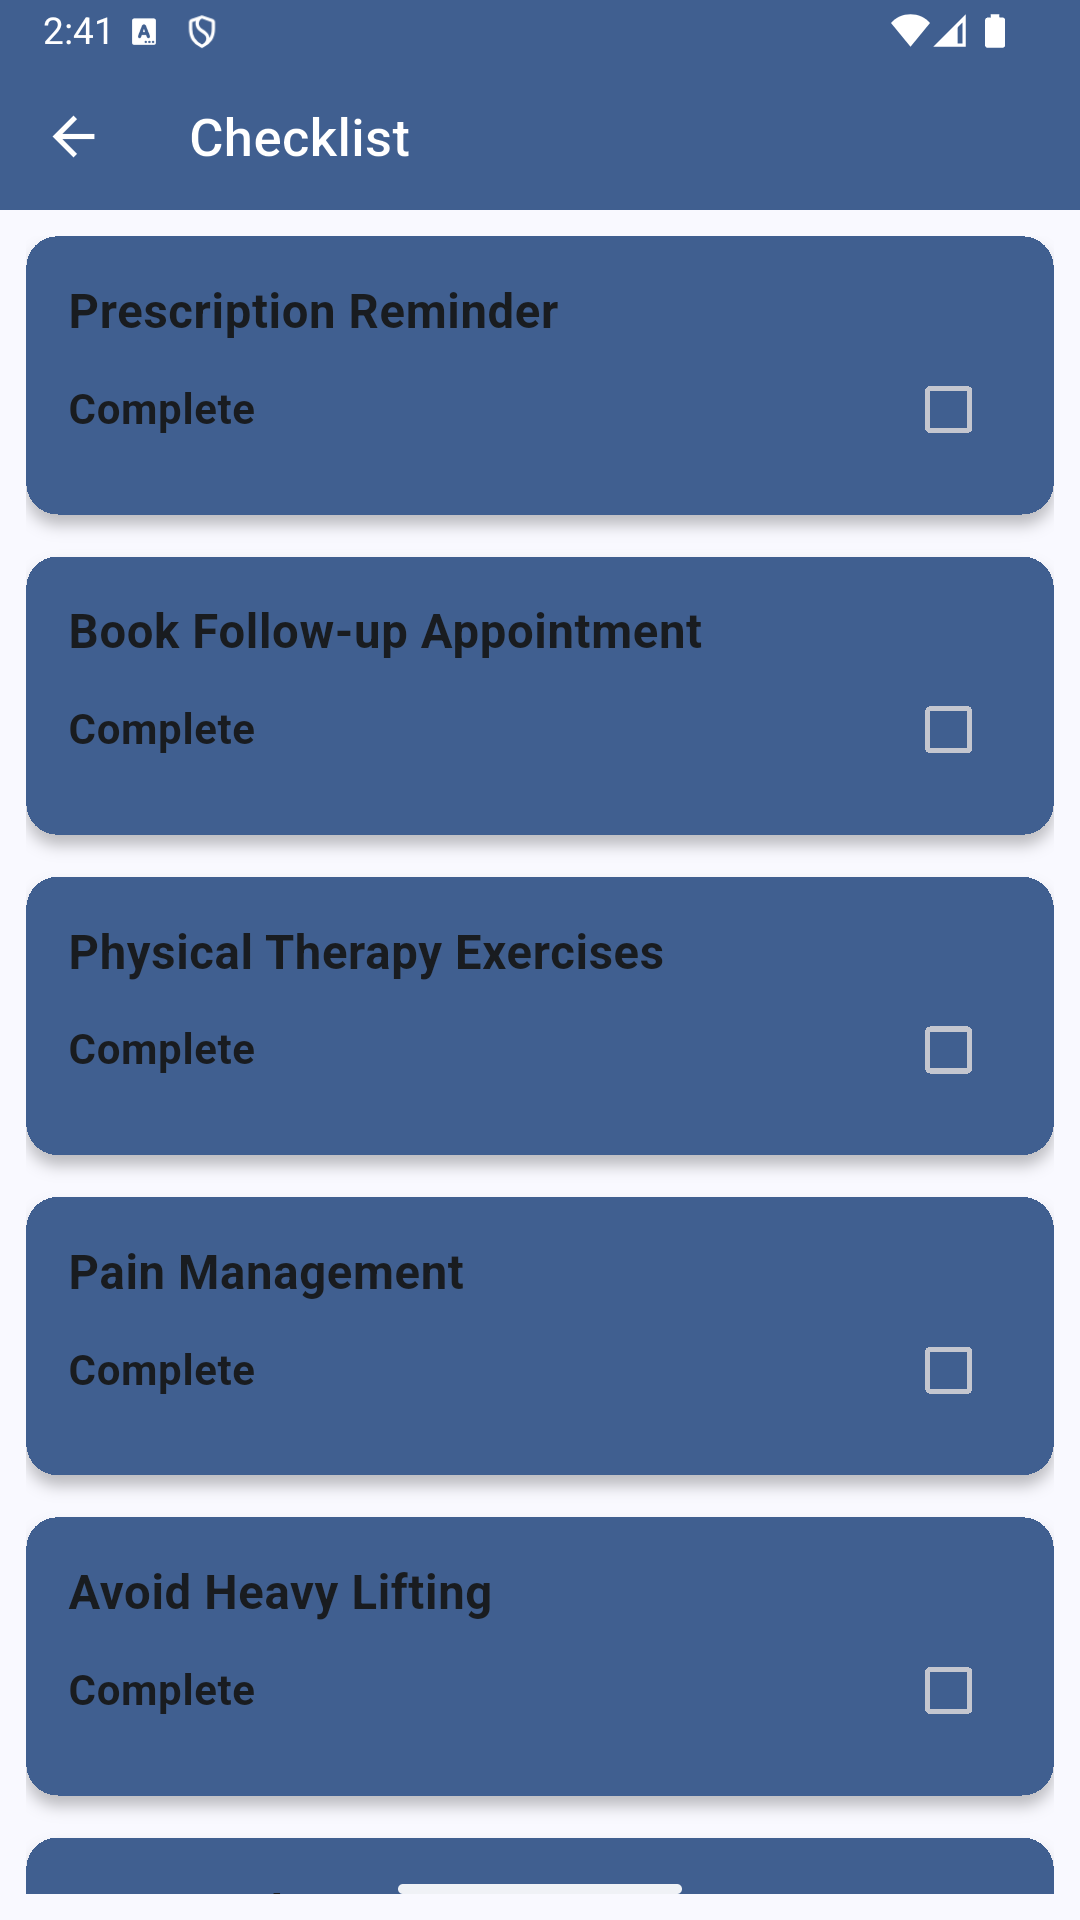 2:41
Checklist
Prescription Reminder
Complete
Book Follow-up Appointment
Complete
Physical Therapy Exercises
Complete
Pain Management
Complete
Avoid Heavy Lifting
Complete